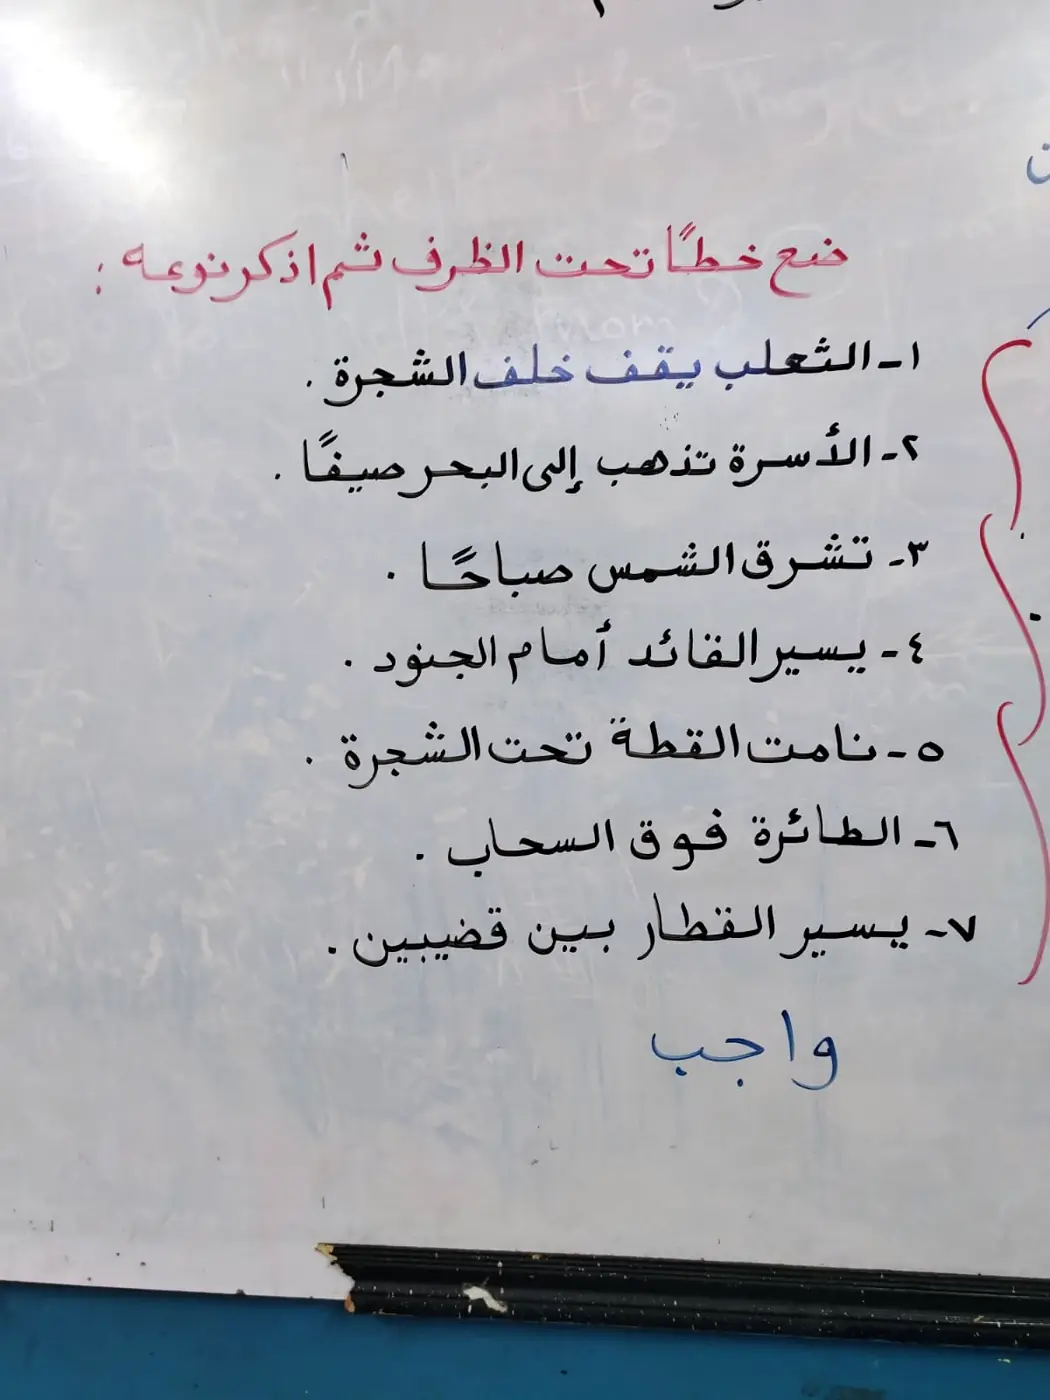 ضع خطًا تحت الظرف ثم اذكر نوعه :
١- الثعلب يقف خلف الشجرة .
٢- الأسرة تذهب إلى البحر صيفًا .
٣- تشرق الشمس صباحًا .
٤- يسير القائد أمام الجنود .
٥- نامت القطة تحت الشجرة .
٦- الطائرة فوق السحاب .
٧- يسير القطار بين قضيبين .
واجب